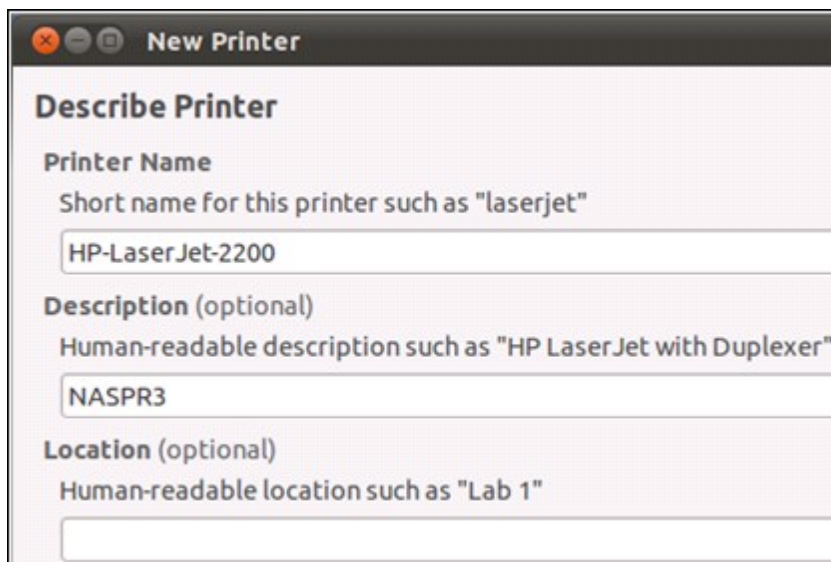 New Printer
Describe Printer
Printer Name
Short name for this printer such as "laserjet"
HP-LaserJet-2200
Description (optional)
Human-readable description such as "HP LaserJet with Duplexer"
NASPR3
Location (optional)
Human-readable location such as "Lab 1"